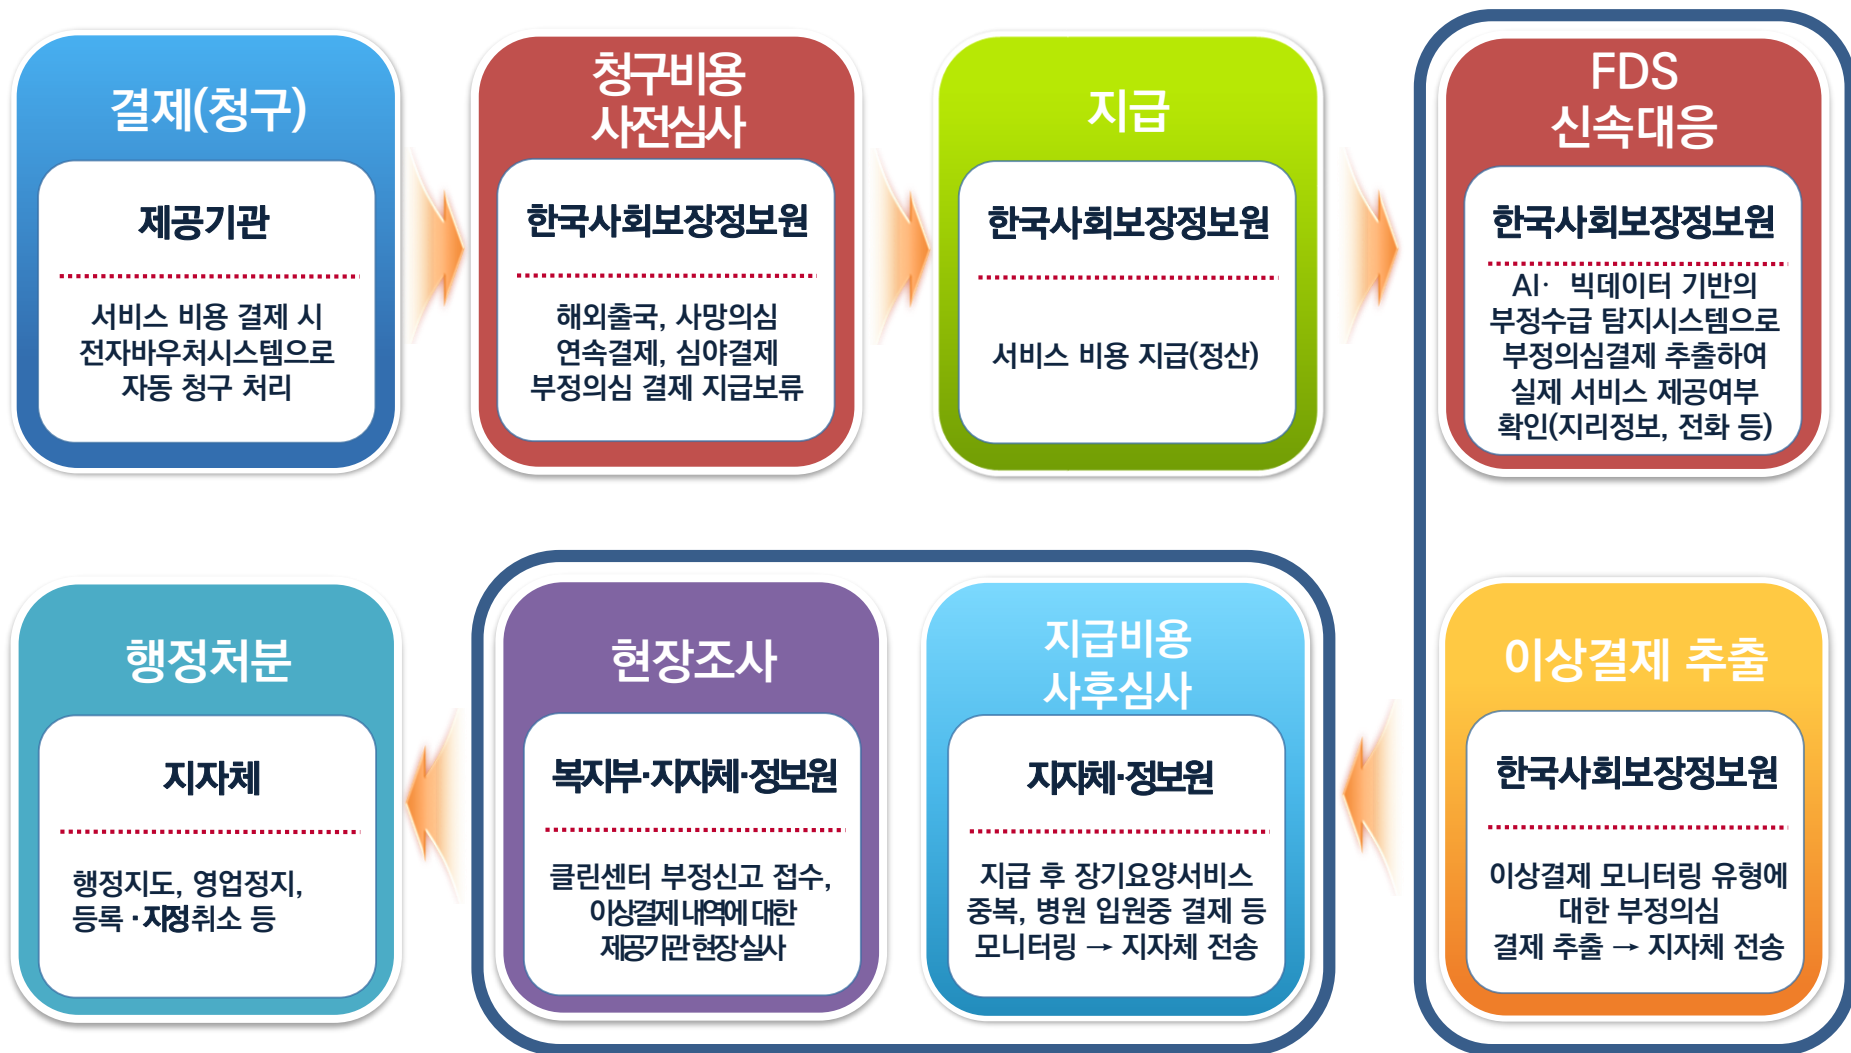 결제(청구)
제공기관
서비스 비용 결제 시
전자바우처시스템으로
자동 청구 처리
청구비용
사전심사
한국사회보장정보원
해외출국, 사망의심
연속결제, 심야결제
부정의심 결제 지급보류
지급
한국사회보장정보원
서비스 비용 지급(정산)
FDS
신속대응
한국사회보장정보원
AI· 빅데이터 기반의
부정수급 탐지시스템으로
부정의심결제 추출하여
실제 서비스 제공여부
확인(지리정보, 전화 등)
이상결제 추출
한국사회보장정보원
이상결제 모니터링 유형에
대한 부정의심
결제 추출 → 지자체 전송
지급비용
사후심사
지자체·정보원
지급 후 장기요양서비스
중복, 병원 입원중 결제 등
모니터링 → 지자체 전송
현장조사
복지부·지자체·정보원
클린센터 부정신고 접수,
이상결제 내역에 대한
제공기관 현장 실사
행정처분
지자체
행정지도, 영업정지,
등록 ·지정취소 등